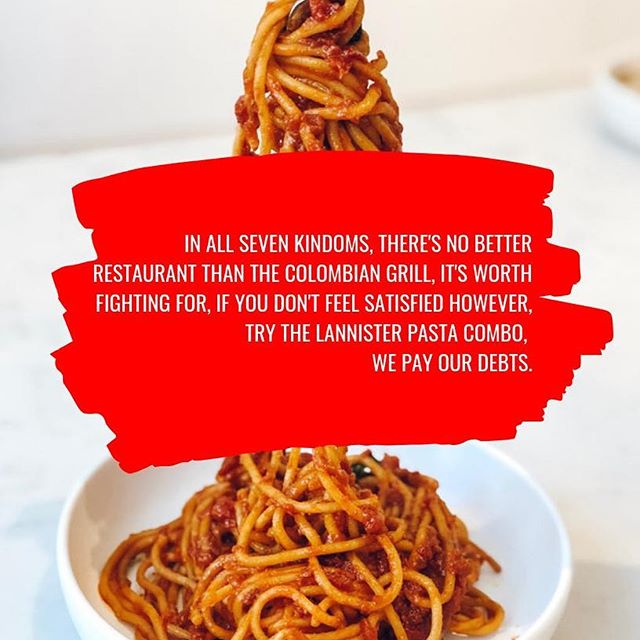 IN ALL SEVEN KINDOMS, THERE'S NO BETTER
RESTAURANT THAN THE COLOMBIAN GRILL, IT'S WORTH
FIGHTING FOR, IF YOU DON'T FEEL SATISFIED HOWEVER,
TRY THE LANNISTER PASTA COMBO,
WE PAY OUR DEBTS.